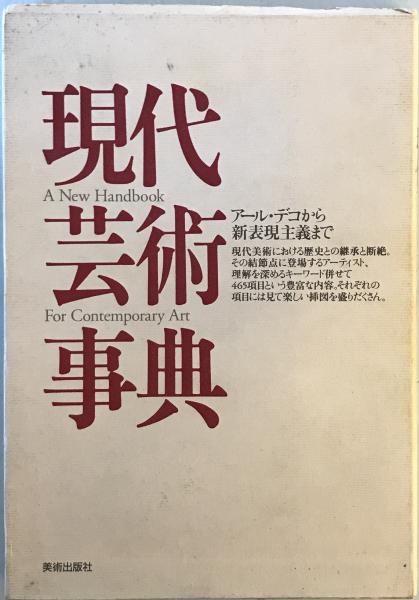 現代
A New Handbook
芸術
For Contemporary Art
事典
アール・デコから
新表現主義まで
現代美術における歴史との継承と断絶。
その結節点に登場するアーティスト、
理解を深めるキーワード併せて
465項目という豊富な内容。それぞれの
項目には見て楽しい挿図を盛りだくさん。
美術出版社